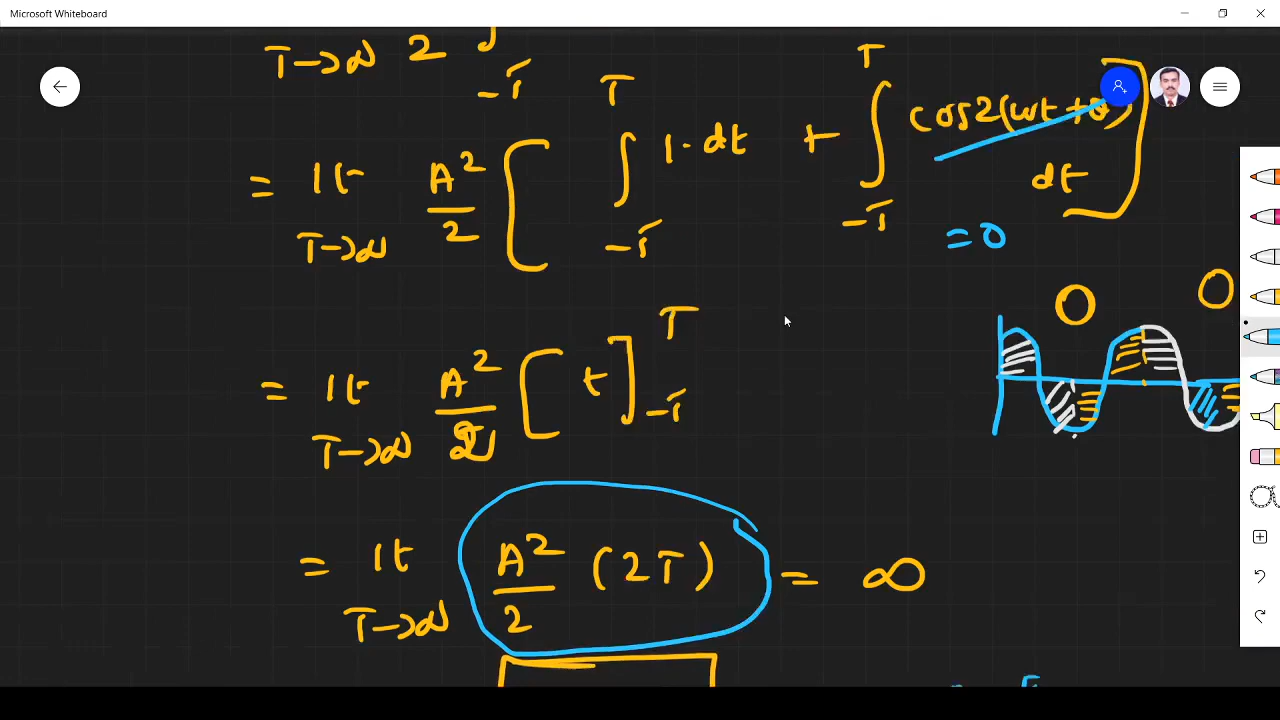 Microsoft Whiteboard
T→∞ 2 ∫ -T
= lt T→∞ A²/2 [ ∫ -T T 1·dt + ∫ -T T cos2(ωt+θ) dt ]
= 0
0 0
= lt T→∞ A²/2 [ t ] -T T
= lt T→∞ A²/2 (2T) = ∞